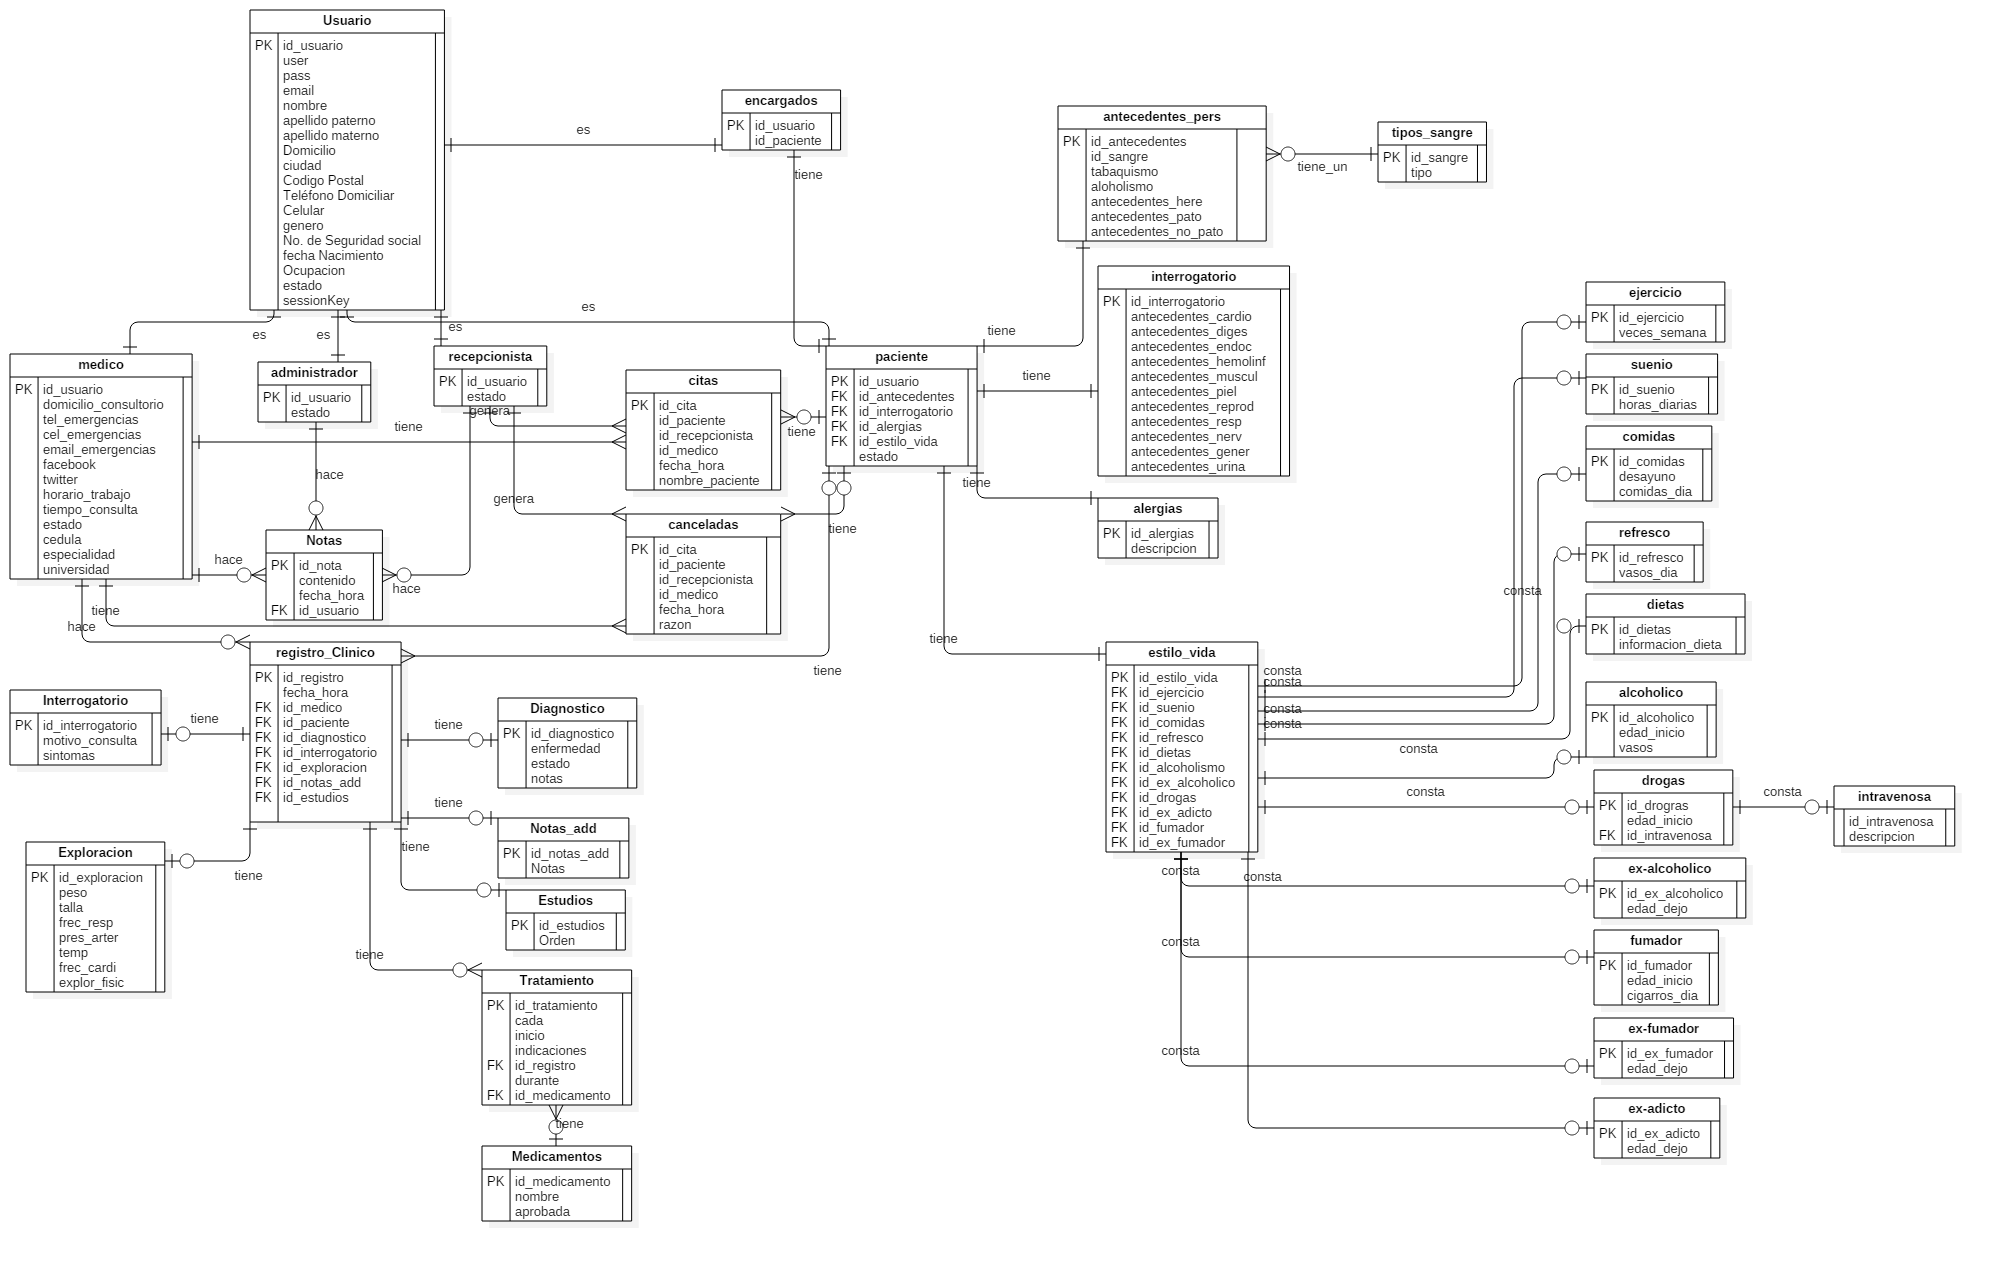 Usuario
PK id_usuario
user
pass
email
nombre
apellido paterno
apellido materno
Domicilio
ciudad
Codigo Postal
Teléfono Domiciliar
Celular
genero
No. de Seguridad social
fecha Nacimiento
Ocupacion
estado
sessionKey
es
encargados
PK id_usuario
id_paciente
tiene
antecedentes_pers
PK id_antecedentes
id_sangre
tabaquismo
aloholismo
antecedentes_here
antecedentes_pato
antecedentes_no_pato
tiene_un
tipos_sangre
PK id_sangre
tipo
es
es
es
es
tiene
medico
PK id_usuario
domicilio_consultorio
tel_emergencias
cel_emergencias
email_emergencias
facebook
twitter
horario_trabajo
tiempo_consulta
estado
cedula
especialidad
universidad
administrador
PK id_usuario
estado
recepcionista
PK id_usuario
estado
genera
tiene
hace
genera
citas
PK id_cita
id_paciente
id_recepcionista
id_medico
fecha_hora
nombre_paciente
tiene
paciente
PK id_usuario
FK id_antecedentes
FK id_interrogatorio
FK id_alergias
FK id_estilo_vida
estado
tiene
interrogatorio
PK id_interrogatorio
antecedentes_cardio
antecedentes_diges
antecedentes_endoc
antecedentes_hemolinf
antecedentes_muscul
antecedentes_piel
antecedentes_reprod
antecedentes_resp
antecedentes_nerv
antecedentes_gener
antecedentes_urina
tiene
alergias
PK id_alergias
descripcion
hace
Notas
PK id_nota
contenido
fecha_hora
FK id_usuario
hace
canceladas
PK id_cita
id_paciente
id_recepcionista
id_medico
fecha_hora
razon
tiene
tiene
hace
tiene
tiene
registro_Clinico
PK id_registro
fecha_hora
FK id_medico
FK id_paciente
FK id_diagnostico
FK id_interrogatorio
FK id_exploracion
FK id_notas_add
FK id_estudios
Interrogatorio
PK id_interrogatorio
motivo_consulta
sintomas
tiene
tiene
Diagnostico
PK id_diagnostico
enfermedad
estado
notas
tiene
Notas_add
PK id_notas_add
Notas
tiene
Exploracion
PK id_exploracion
peso
talla
frec_resp
pres_arter
temp
frec_cardi
explor_fisic
tiene
Estudios
PK id_estudios
Orden
tiene
Tratamiento
PK id_tratamiento
cada
inicio
indicaciones
FK id_registro
durante
FK id_medicamento
tiene
Medicamentos
PK id_medicamento
nombre
aprobada
estilo_vida
PK id_estilo_vida
FK id_ejercicio
FK id_suenio
FK id_comidas
FK id_refresco
FK id_dietas
FK id_alcoholismo
FK id_ex_alcoholico
FK id_drogas
FK id_ex_adicto
FK id_fumador
FK id_ex_fumador
consta
consta
consta
consta
consta
consta
consta
consta
consta
consta
consta
ejercicio
PK id_ejercicio
veces_semana
suenio
PK id_suenio
horas_diarias
comidas
PK id_comidas
desayuno
comidas_dia
refresco
PK id_refresco
vasos_dia
dietas
PK id_dietas
informacion_dieta
alcoholico
PK id_alcoholico
edad_inicio
vasos
drogas
PK id_drogras
edad_inicio
FK id_intravenosa
consta
intravenosa
id_intravenosa
descripcion
ex-alcoholico
PK id_ex_alcoholico
edad_dejo
fumador
PK id_fumador
edad_inicio
cigarros_dia
ex-fumador
PK id_ex_fumador
edad_dejo
ex-adicto
PK id_ex_adicto
edad_dejo